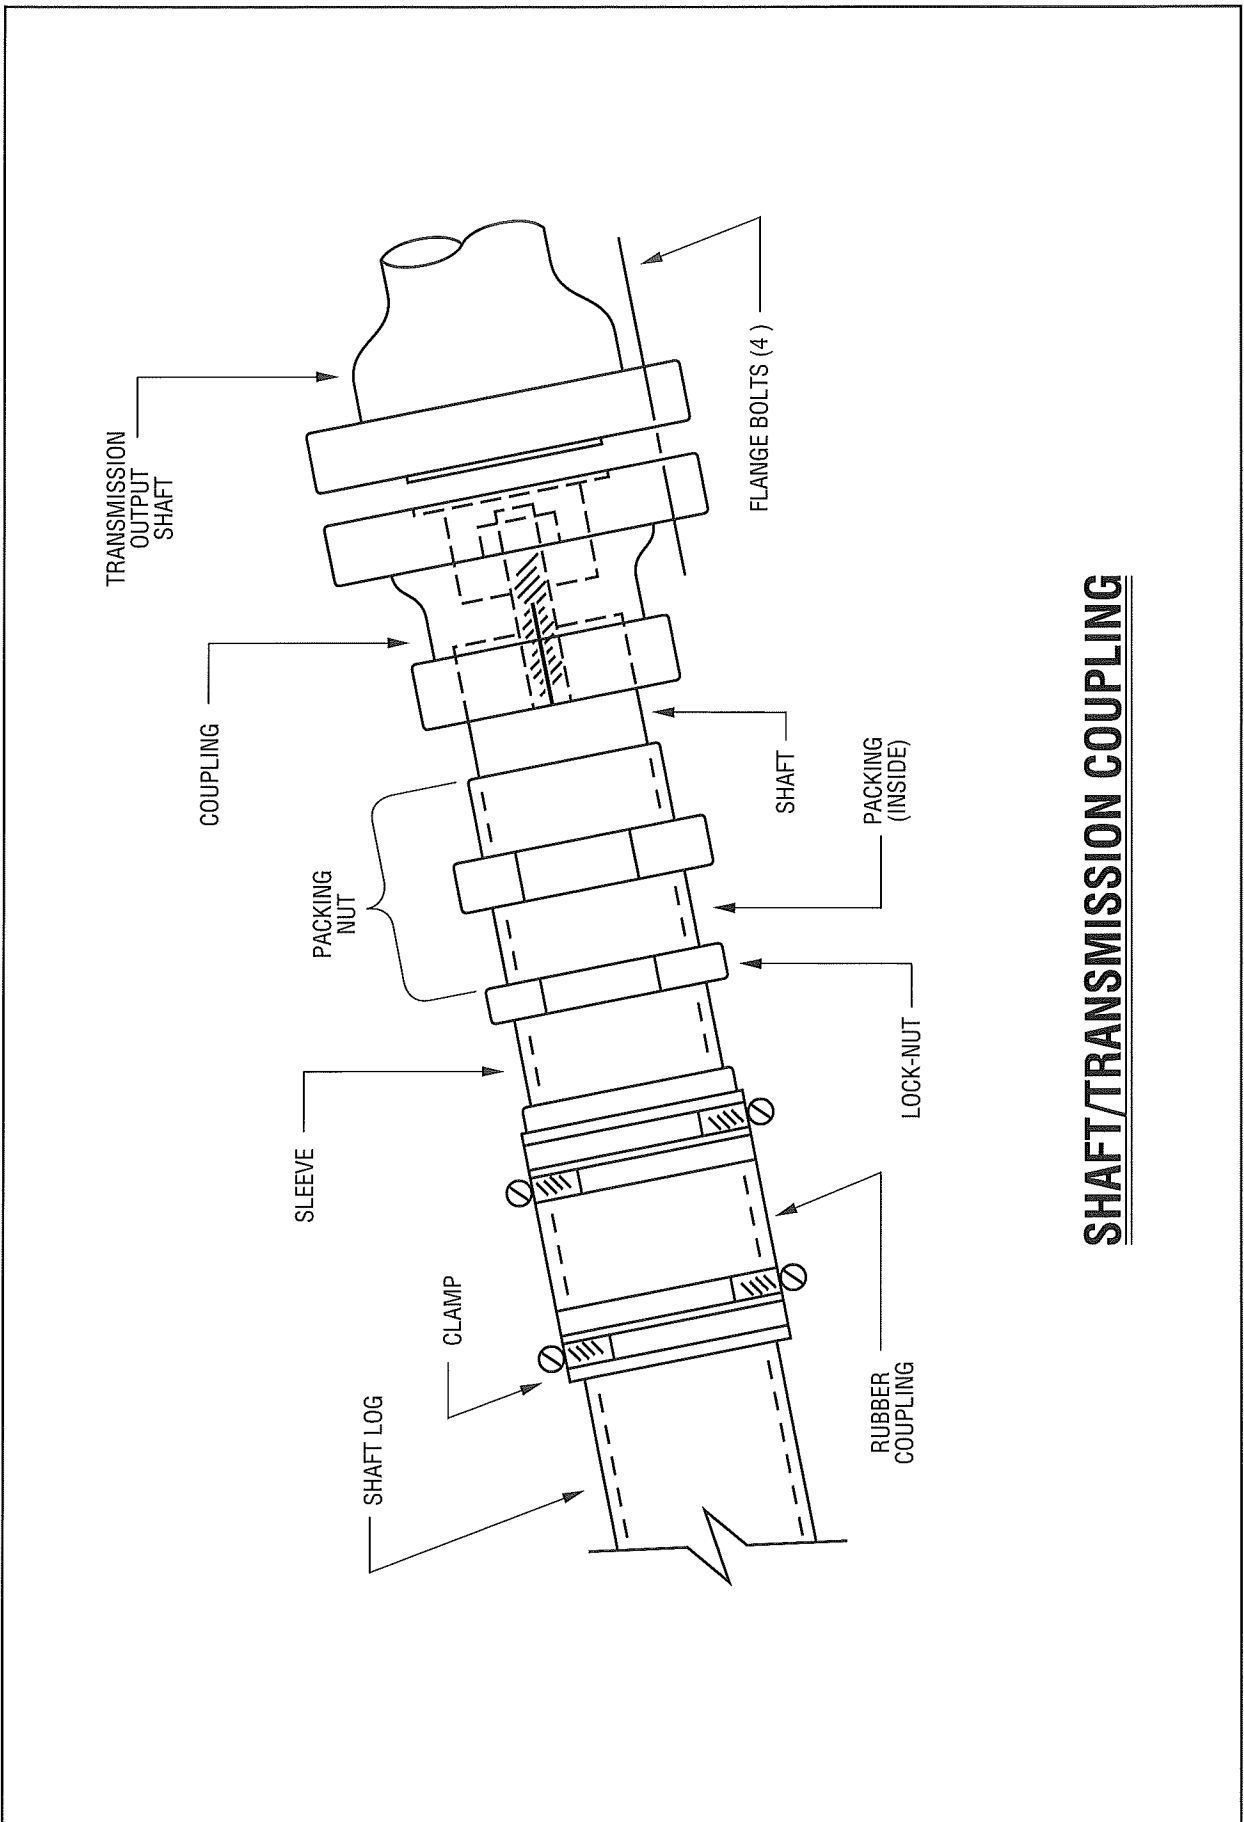 TRANSMISSION
OUTPUT
SHAFT
COUPLING
PACKING
NUT
SLEEVE
CLAMP
SHAFT LOG
FLANGE BOLTS (4 )
SHAFT
PACKING
(INSIDE)
LOCK-NUT
RUBBER
COUPLING
SHAFT/TRANSMISSION COUPLING